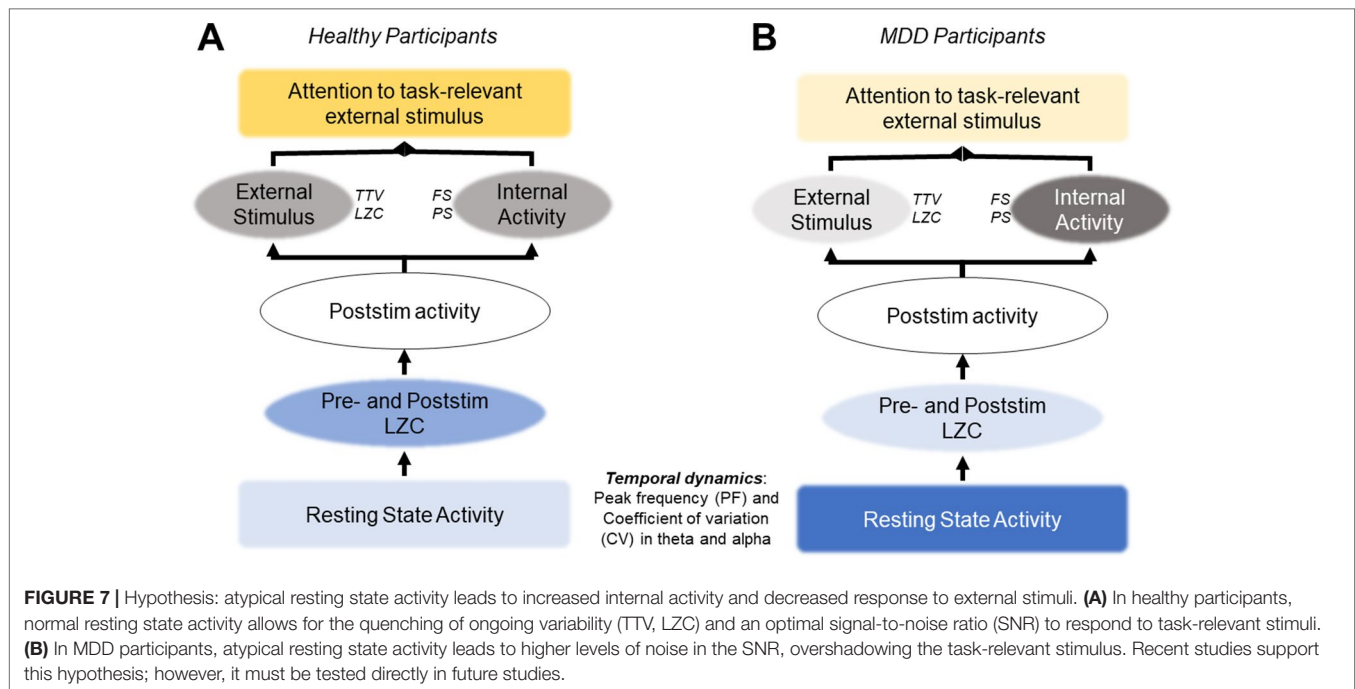 A
Healthy Participants
Attention to task-relevant
external stimulus
External
Stimulus
TTV
LZC
FS
PS
Internal
Activity
Poststim activity
Pre- and Poststim
LZC
Resting State Activity
Temporal dynamics:
Peak frequency (PF) and
Coefficient of variation
(CV) in theta and alpha
B
MDD Participants
Attention to task-relevant
external stimulus
External
Stimulus
TTV
LZC
FS
PS
Internal
Activity
Poststim activity
Pre- and Poststim
LZC
Resting State Activity
FIGURE 7 | Hypothesis: atypical resting state activity leads to increased internal activity and decreased response to external stimuli. (A) In healthy participants,
normal resting state activity allows for the quenching of ongoing variability (TTV, LZC) and an optimal signal-to-noise ratio (SNR) to respond to task-relevant stimuli.
(B) In MDD participants, atypical resting state activity leads to higher levels of noise in the SNR, overshadowing the task-relevant stimulus. Recent studies support
this hypothesis; however, it must be tested directly in future studies.